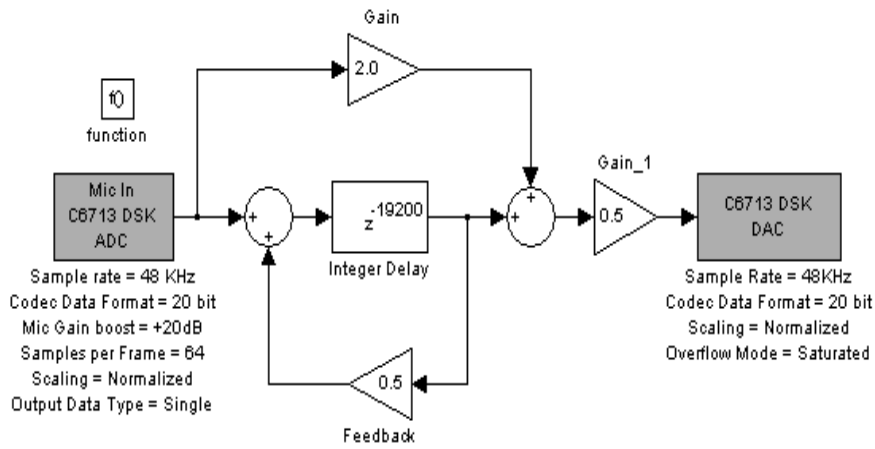 Gain
2.0
f()
function
Mic In
C6713 DSK
ADC
Sample rate = 48 KHz
Codec Data Format = 20 bit
Mic Gain boost = +20dB
Samples per Frame = 64
Scaling = Normalized
Output Data Type = Single
+
+
z-19200
Integer Delay
0.5
Feedback
+
+
Gain_1
0.5
C6713 DSK
DAC
Sample Rate = 48KHz
Codec Data Format = 20 bit
Scaling = Normalized
Overflow Mode = Saturated